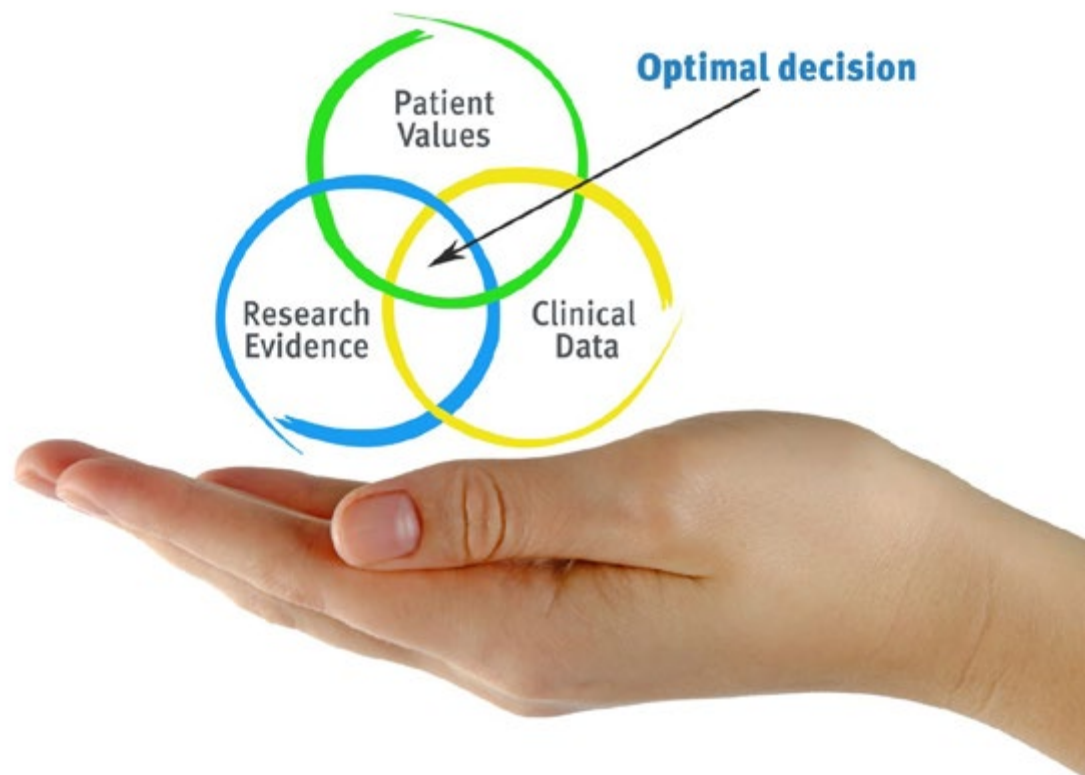 Optimal decision
Patient
Values
Research
Evidence
Clinical
Data